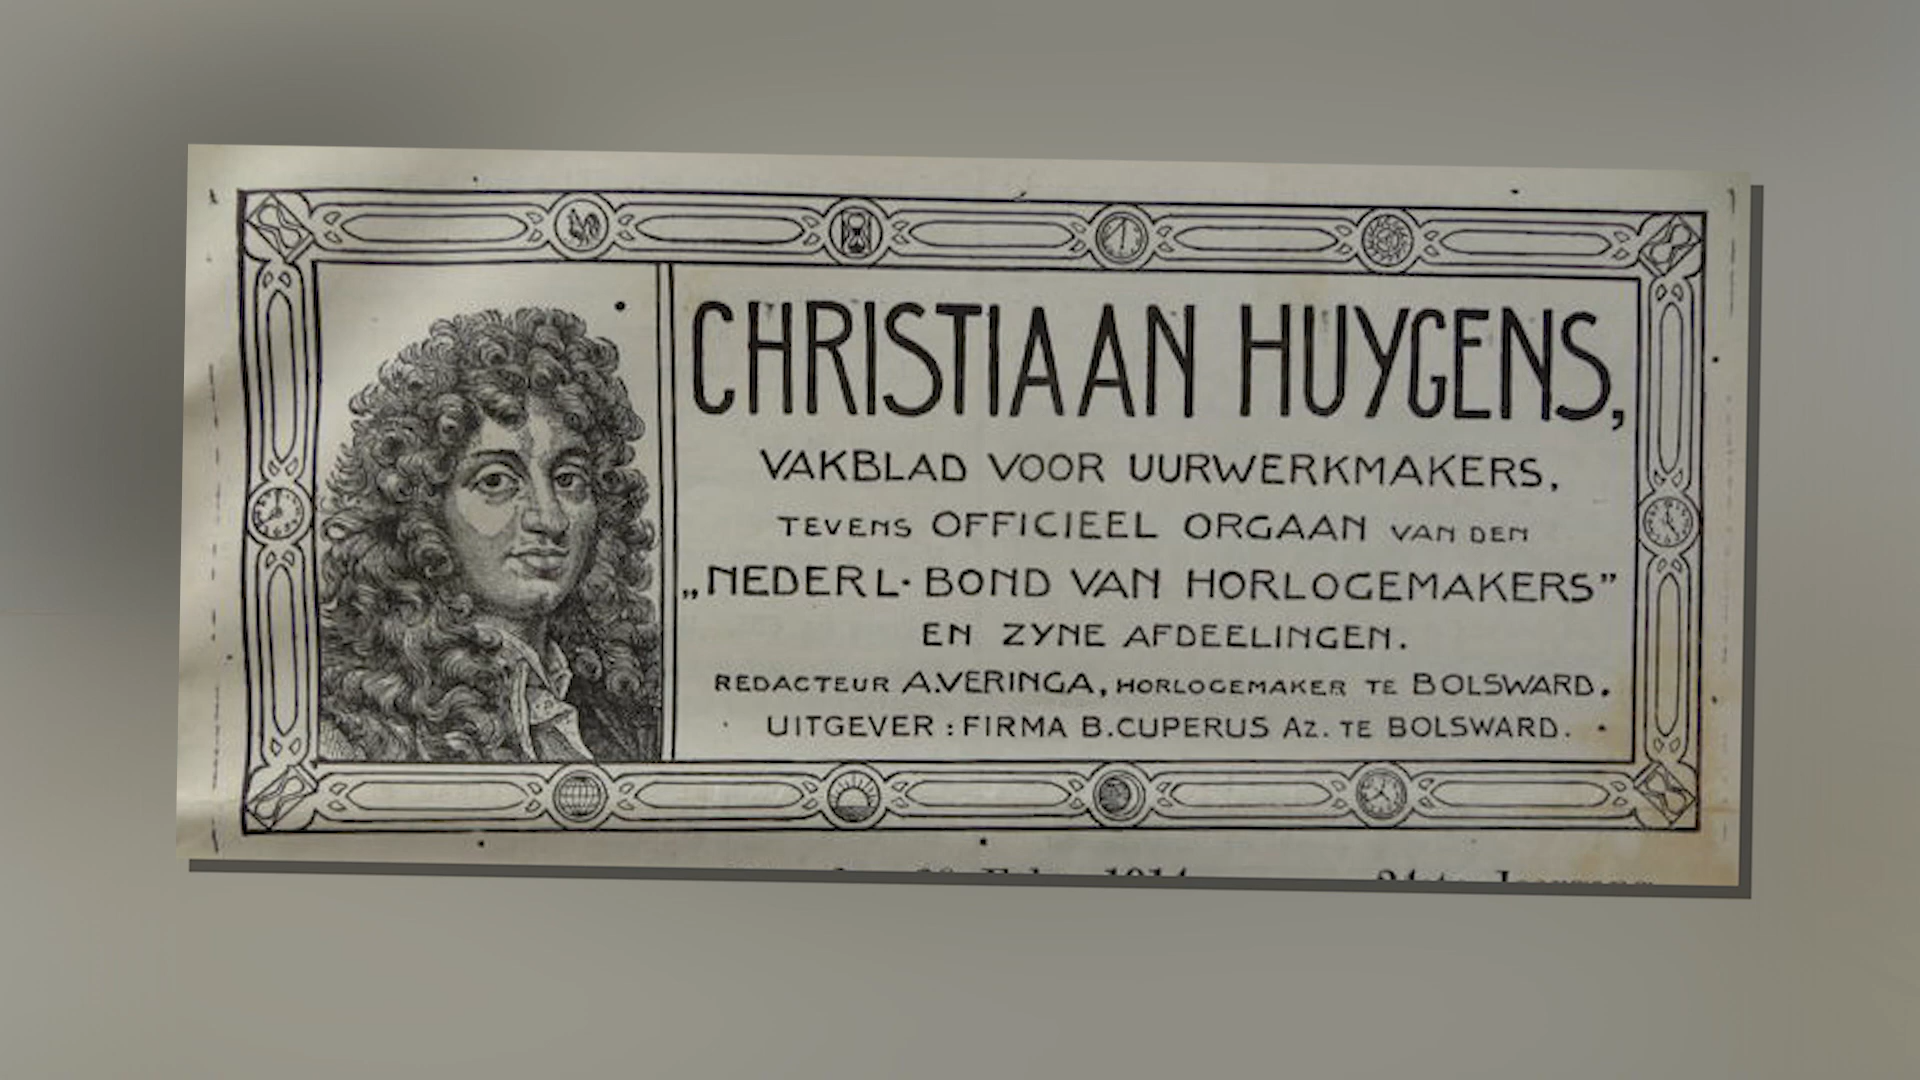 CHRISTIAAN HUYGENS,
VAKBLAD VOOR UURWERKMAKERS,
TEVENS OFFICIEEL ORGAAN VAN DEN
„NEDERL· BOND VAN HORLOGEMAKERS”
EN ZYNE AFDEELINGEN.
REDACTEUR A.VERINGA, HORLOGEMAKER TE BOLSWARD.
UITGEVER : FIRMA B.CUPERUS AZ. TE BOLSWARD.
1914